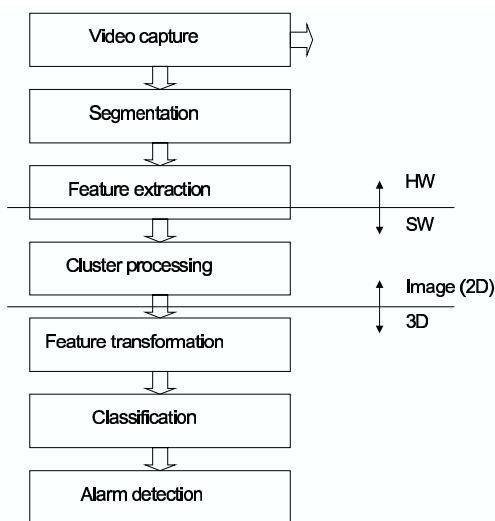 Video capture
Segmentation
Feature extraction
HW
SW
Cluster processing
Image (2D)
3D
Feature transformation
Classification
Alarm detection